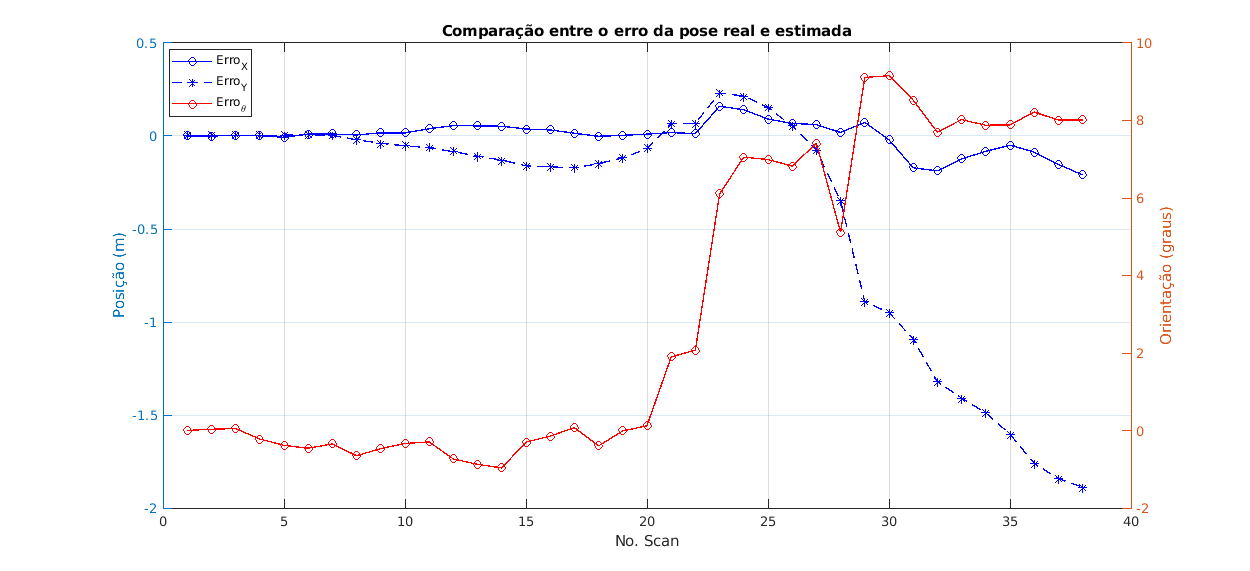 Comparação entre o erro da pose real e estimada
Erro_X
Erro_Y
Erro_θ
0.5
0
-0.5
-1
-1.5
-2
Posição (m)
10
8
6
4
2
0
-2
Orientação (graus)
0 5 10 15 20 25 30 35 40
No. Scan